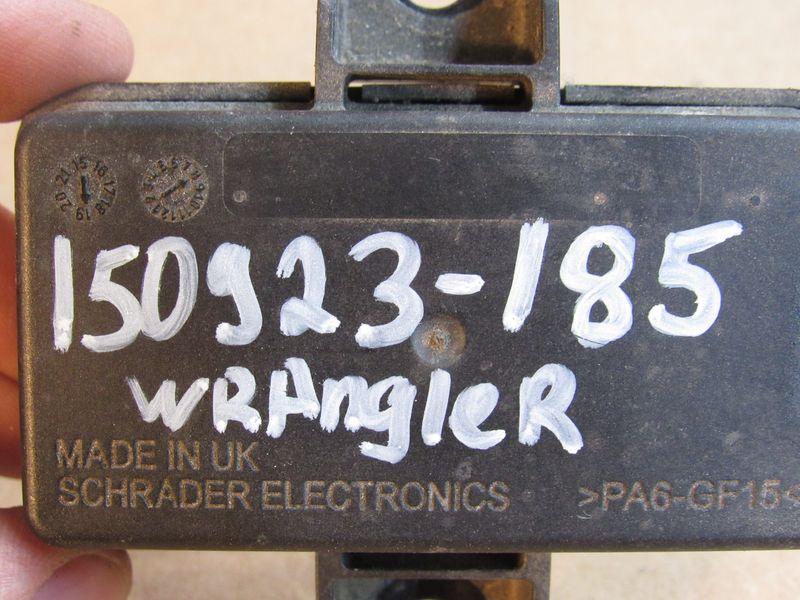 150923-185
WRAngleR
MADE IN UK
SCHRADER ELECTRONICS >PA6-GF15<